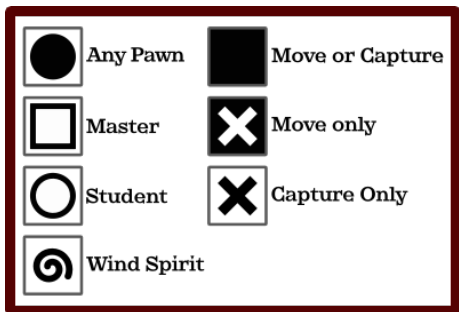 Any Pawn
Move or Capture
Master
Move only
Student
Capture Only
Wind Spirit